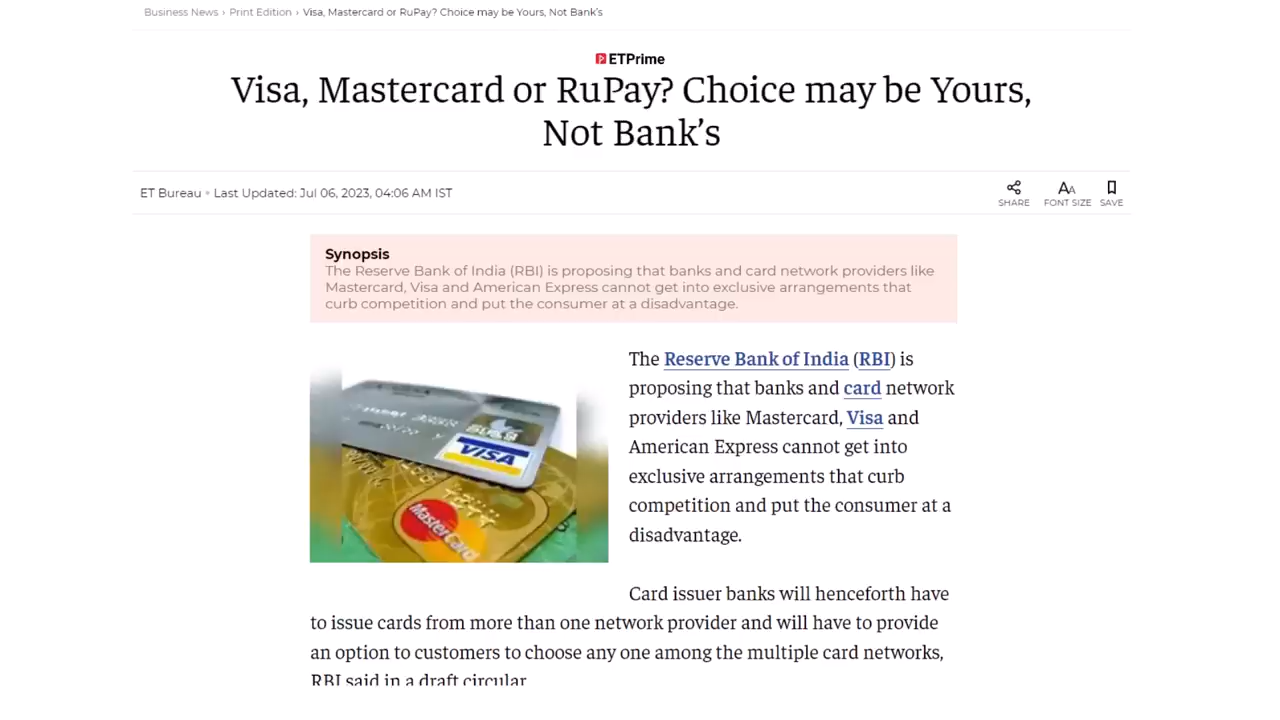 Business News › Print Edition › Visa, Mastercard or RuPay? Choice may be Yours, Not Bank's
ETPrime
Visa, Mastercard or RuPay? Choice may be Yours,
Not Bank's
ET Bureau • Last Updated: Jul 06, 2023, 04:06 AM IST
SHARE
AA
FONT SIZE
SAVE
Synopsis
The Reserve Bank of India (RBI) is proposing that banks and card network providers like
Mastercard, Visa and American Express cannot get into exclusive arrangements that
curb competition and put the consumer at a disadvantage.
VISA
MasterCard
The Reserve Bank of India (RBI) is
proposing that banks and card network
providers like Mastercard, Visa and
American Express cannot get into
exclusive arrangements that curb
competition and put the consumer at a
disadvantage.
Card issuer banks will henceforth have
to issue cards from more than one network provider and will have to provide
an option to customers to choose any one among the multiple card networks,
RBI said in a draft circular